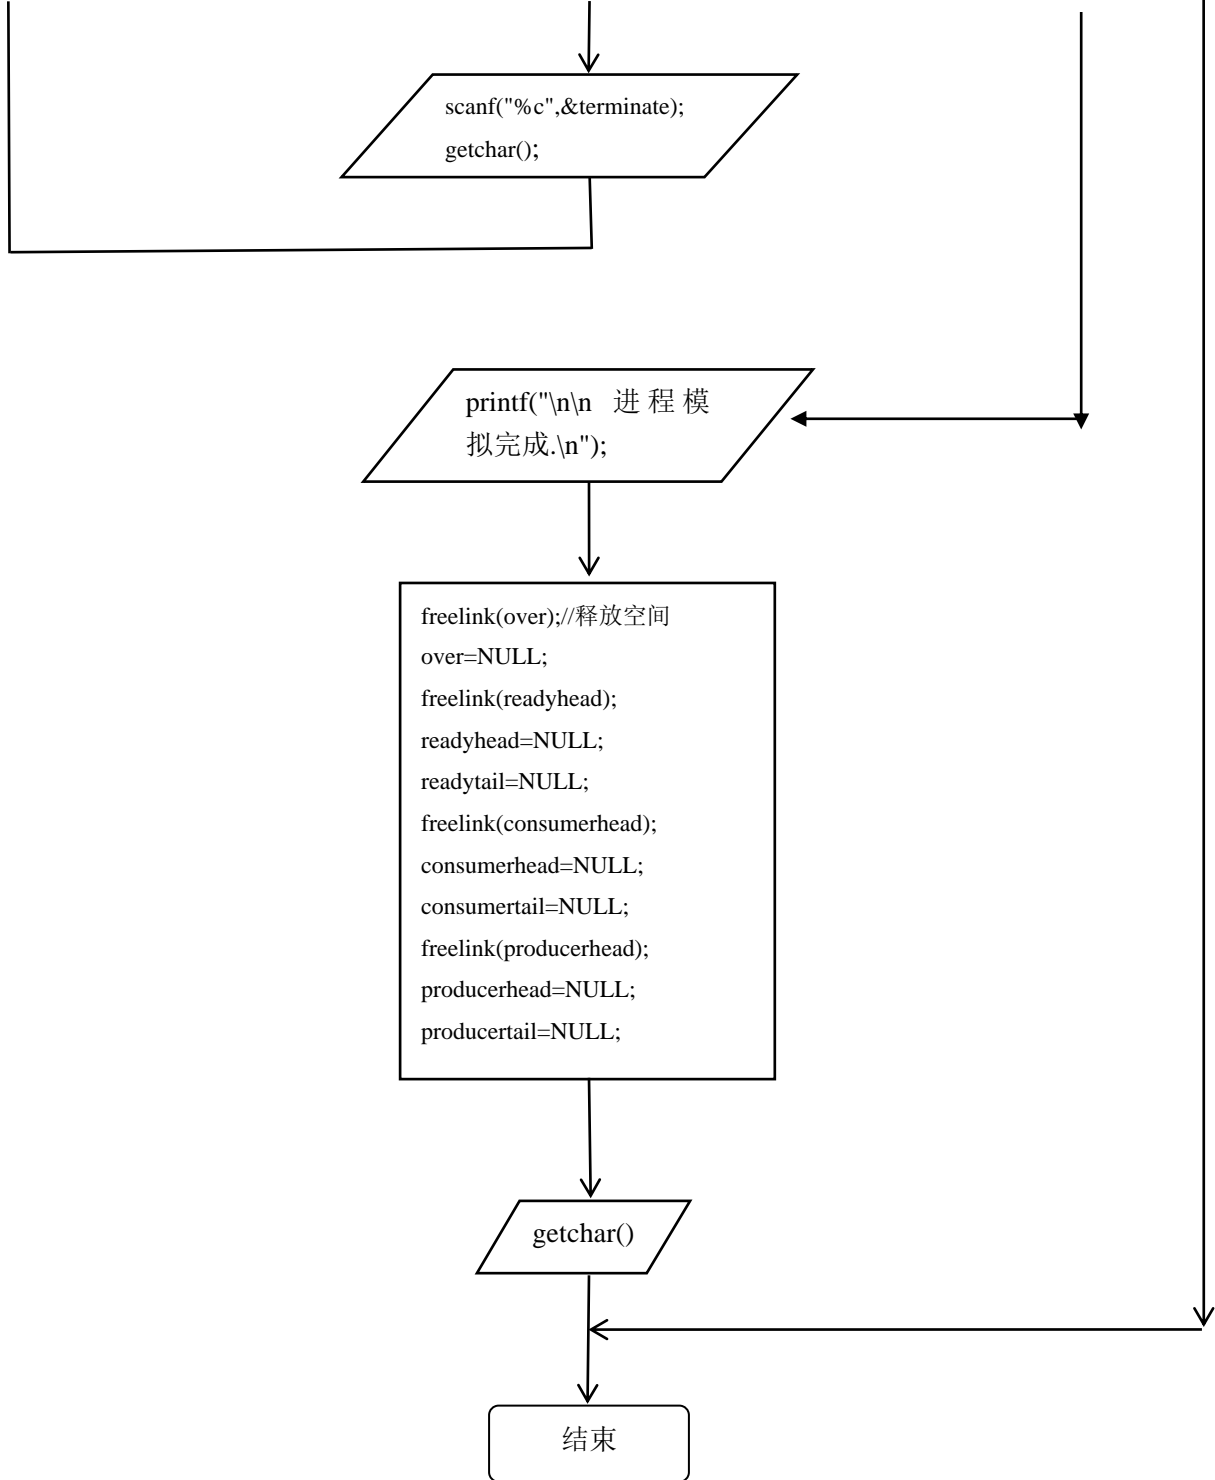 scanf("%c",&terminate);
getchar();
printf("\n\n 进 程 模
拟完成.\n");
freelink(over);//释放空间
over=NULL;
freelink(readyhead);
readyhead=NULL;
readytail=NULL;
freelink(consumerhead);
consumerhead=NULL;
consumertail=NULL;
freelink(producerhead);
producerhead=NULL;
producertail=NULL;
getchar()
结束